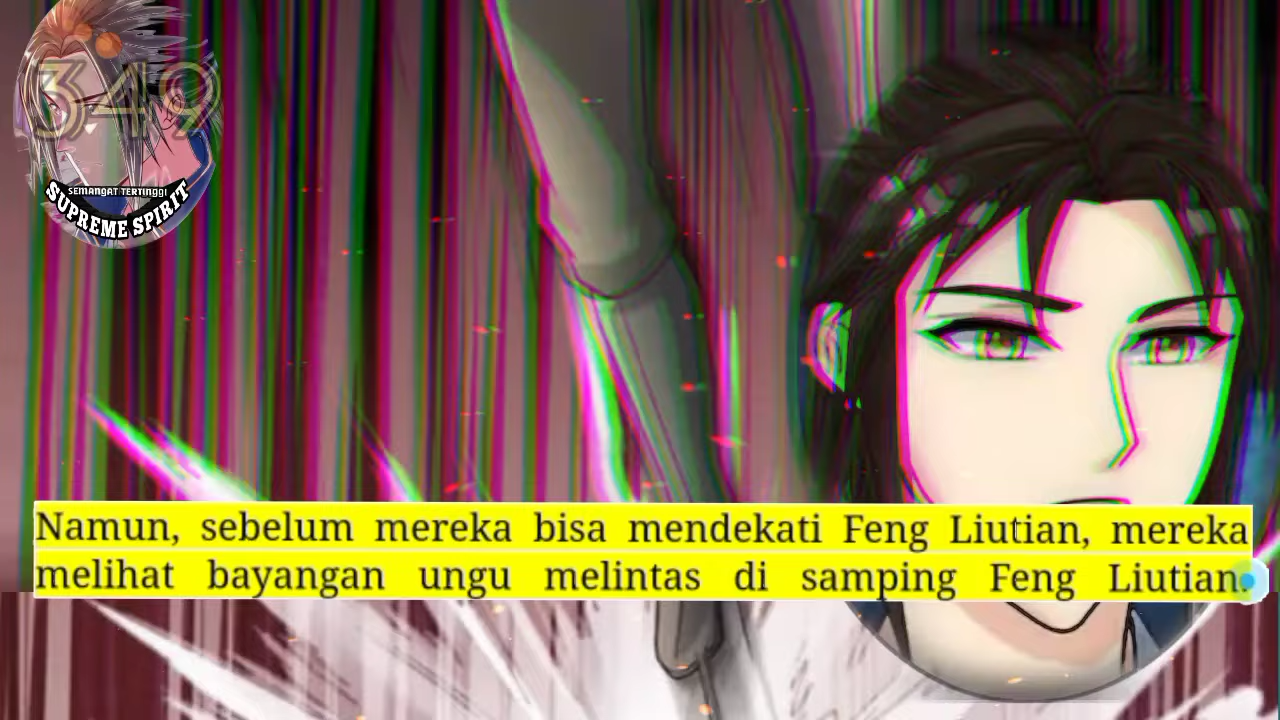 349
SEMANGAT TERTINGGI
SUPREME SPIRIT
Namun, sebelum mereka bisa mendekati Feng Liutian, mereka
melihat bayangan ungu melintas di samping Feng Liutian.